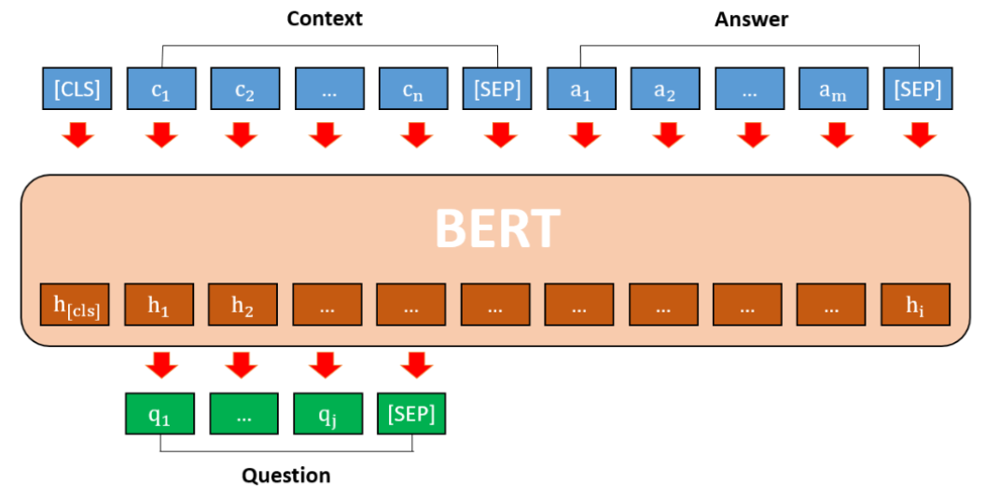 Context Answer
[CLS] c₁ c₂ ... cₙ [SEP] a₁ a₂ ... aₘ [SEP]
BERT
h[cls] h₁ h₂ ... ... ... ... ... ... ... hᵢ
q₁ ... qⱼ [SEP]
Question